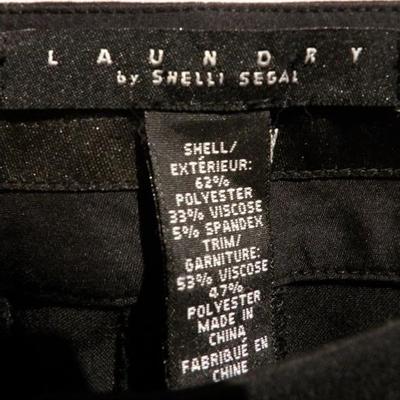 L A U N D R Y
by SHELLI SEGAL
SHELL/
EXTÉRIEUR:
62%
POLYESTER
33% VISCOSE
5% SPANDEX
TRIM/
GARNITURE:
53% VISCOSE
47%
POLYESTER
MADE IN
CHINA
FABRIQUÉ EN
CHINE